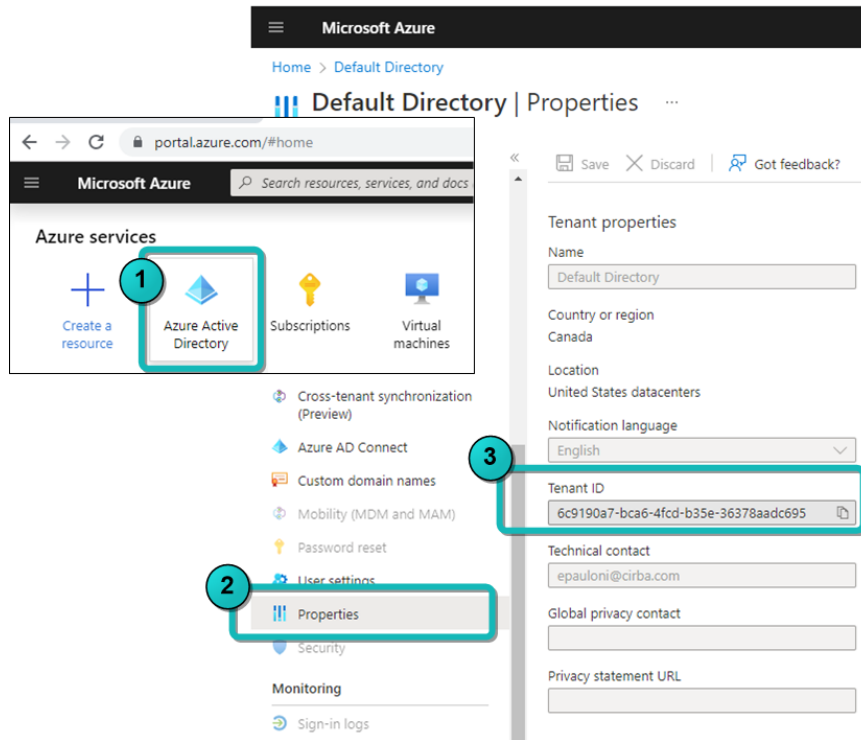 Microsoft Azure
Home > Default Directory
Default Directory | Properties ...
portal.azure.com/#home
Microsoft Azure
Search resources, services, and docs
Azure services
1
Create a
resource
Azure Active
Directory
Subscriptions
Virtual
machines
Cross-tenant synchronization
(Preview)
Azure AD Connect
Custom domain names
Mobility (MDM and MAM)
Password reset
User settings
2
Properties
Security
Monitoring
Sign-in logs
«
Save
Discard
Got feedback?
Tenant properties
Name
Default Directory
Country or region
Canada
Location
United States datacenters
Notification language
English
3
Tenant ID
6c9190a7-bca6-4fcd-b35e-36378aadc695
Technical contact
epauloni@cirba.com
Global privacy contact
Privacy statement URL